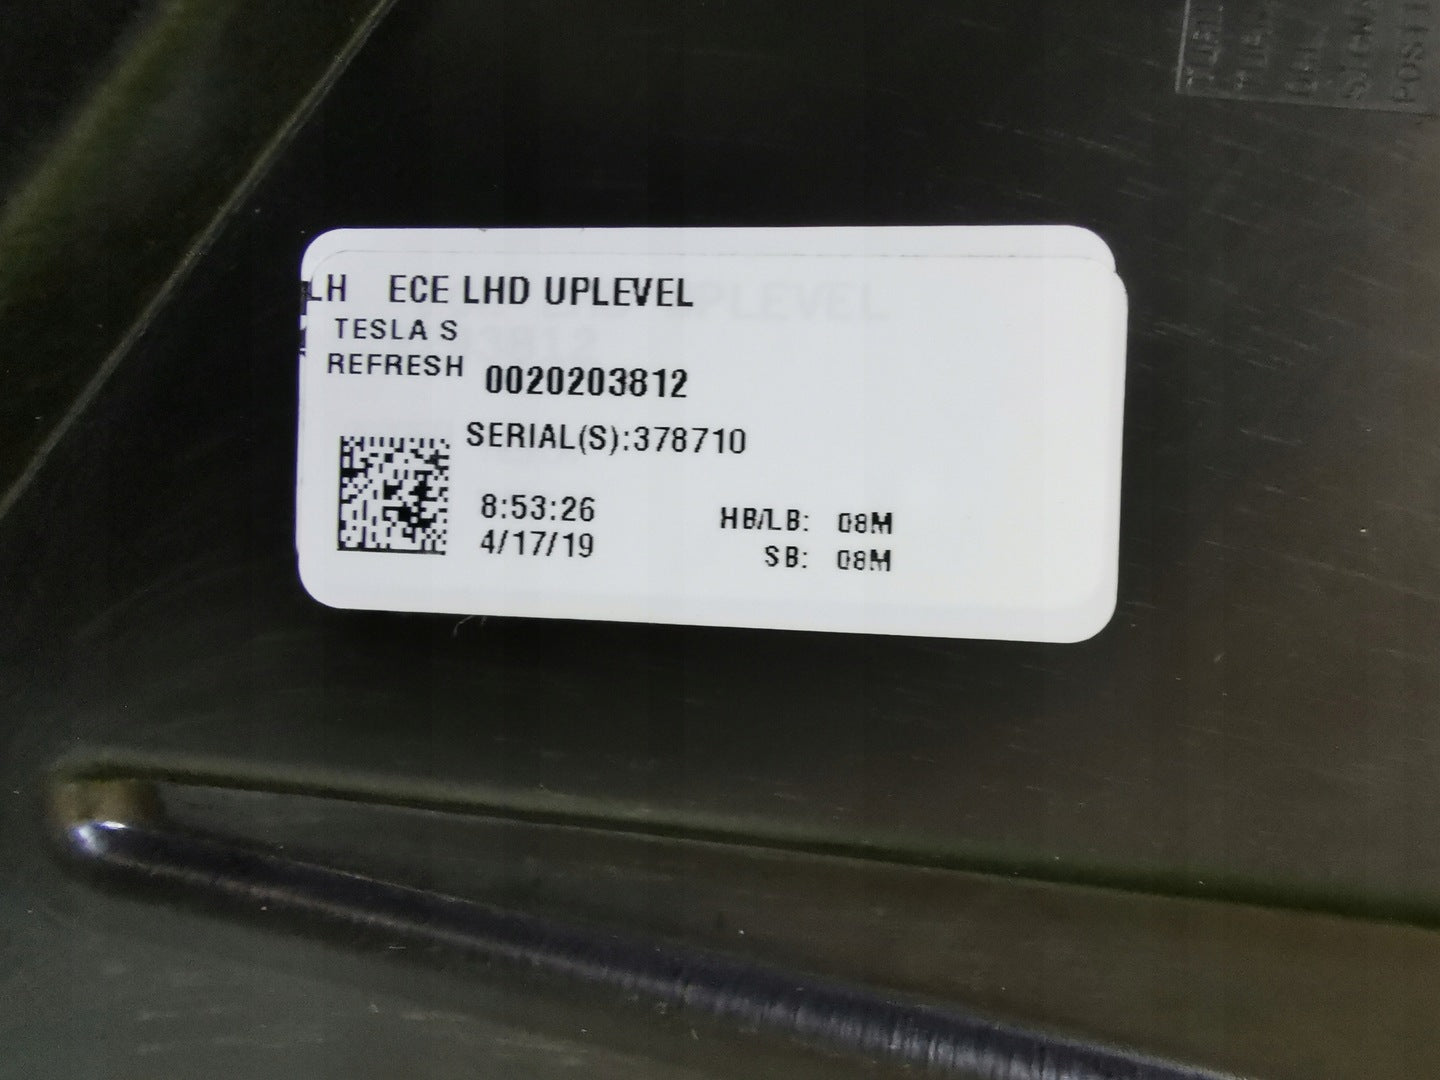 LH ECE LHD UPLEVEL
TESLA S
REFRESH 0020203812
SERIAL(S):378710
8:53:26 HB/LB: 08M
4/17/19 SB: 08M